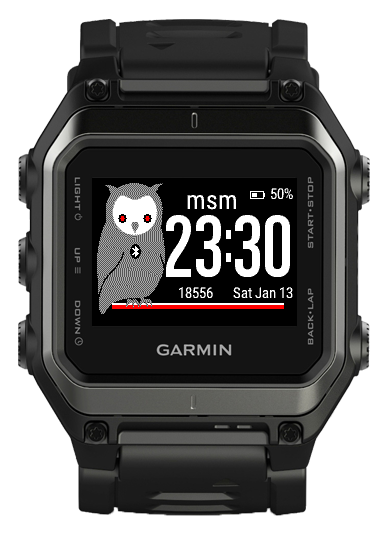 msm 50%
23:30
18556 Sat Jan 13
GARMIN
LIGHT
UP
DOWN
START·STOP
BACK·LAP